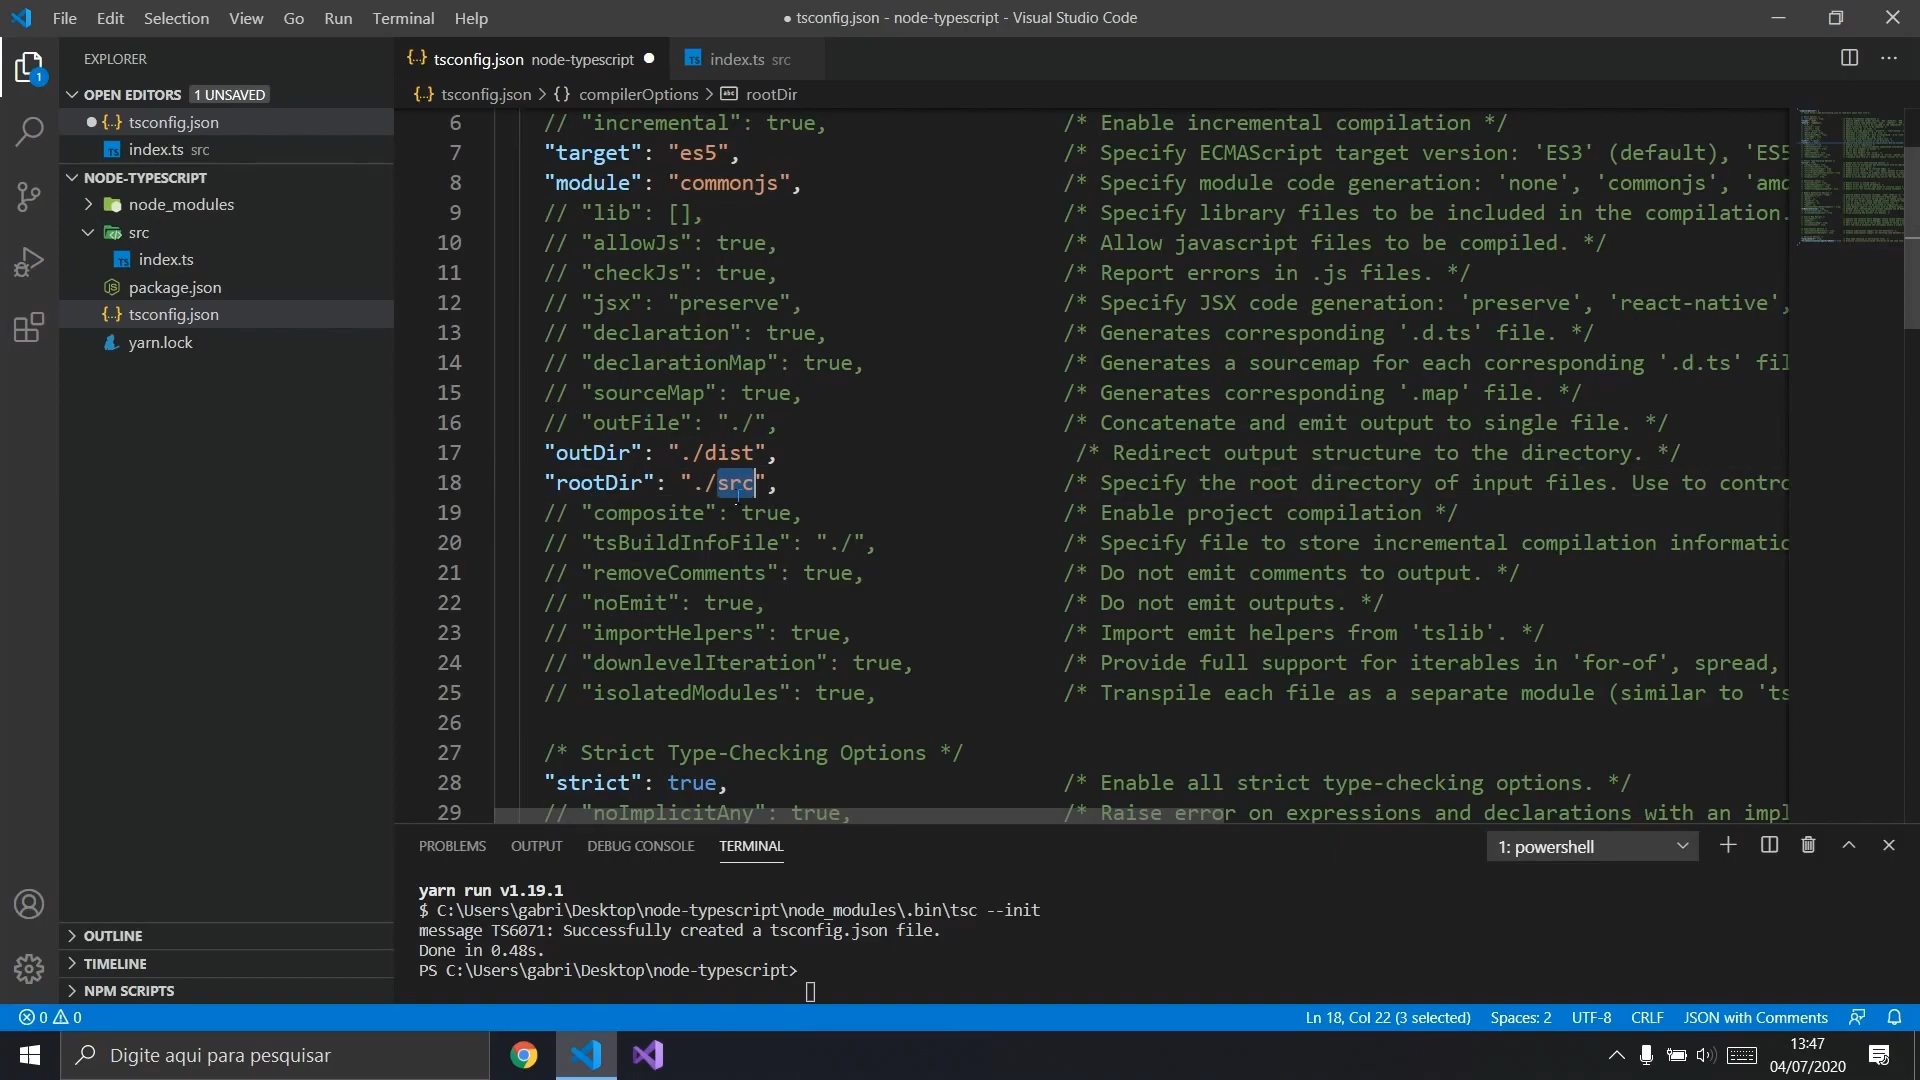 File Edit Selection View Go Run Terminal Help
● tsconfig.json - node-typescript - Visual Studio Code
EXPLORER
OPEN EDITORS 1 UNSAVED
tsconfig.json
index.ts src
NODE-TYPESCRIPT
node_modules
src
index.ts
package.json
tsconfig.json
yarn.lock
OUTLINE
TIMELINE
NPM SCRIPTS
1
{..} tsconfig.json node-typescript ●
TS index.ts src
{..} tsconfig.json > {} compilerOptions > abc rootDir
6 // "incremental": true, /* Enable incremental compilation */
7 "target": "es5", /* Specify ECMAScript target version: 'ES3' (default), 'ES5
8 "module": "commonjs", /* Specify module code generation: 'none', 'commonjs', 'amd
9 // "lib": [], /* Specify library files to be included in the compilation.
10 // "allowJs": true, /* Allow javascript files to be compiled. */
11 // "checkJs": true, /* Report errors in .js files. */
12 // "jsx": "preserve", /* Specify JSX code generation: 'preserve', 'react-native',
13 // "declaration": true, /* Generates corresponding '.d.ts' file. */
14 // "declarationMap": true, /* Generates a sourcemap for each corresponding '.d.ts' fil
15 // "sourceMap": true, /* Generates corresponding '.map' file. */
16 // "outFile": "./", /* Concatenate and emit output to single file. */
17 "outDir": "./dist", /* Redirect output structure to the directory. */
18 "rootDir": "./src", /* Specify the root directory of input files. Use to contro
19 // "composite": true, /* Enable project compilation */
20 // "tsBuildInfoFile": "./", /* Specify file to store incremental compilation informatio
21 // "removeComments": true, /* Do not emit comments to output. */
22 // "noEmit": true, /* Do not emit outputs. */
23 // "importHelpers": true, /* Import emit helpers from 'tslib'. */
24 // "downlevelIteration": true, /* Provide full support for iterables in 'for-of', spread,
25 // "isolatedModules": true, /* Transpile each file as a separate module (similar to 'ts
26
27 /* Strict Type-Checking Options */
28 "strict": true, /* Enable all strict type-checking options. */
29 // "noImplicitAny": true, /* Raise error on expressions and declarations with an impl
PROBLEMS OUTPUT DEBUG CONSOLE TERMINAL
1: powershell
yarn run v1.19.1
$ C:\Users\gabri\Desktop\node-typescript\node_modules\.bin\tsc --init
message TS6071: Successfully created a tsconfig.json file.
Done in 0.48s.
PS C:\Users\gabri\Desktop\node-typescript>
0 0
Ln 18, Col 22 (3 selected) Spaces: 2 UTF-8 CRLF JSON with Comments
Digite aqui para pesquisar
13:47
04/07/2020